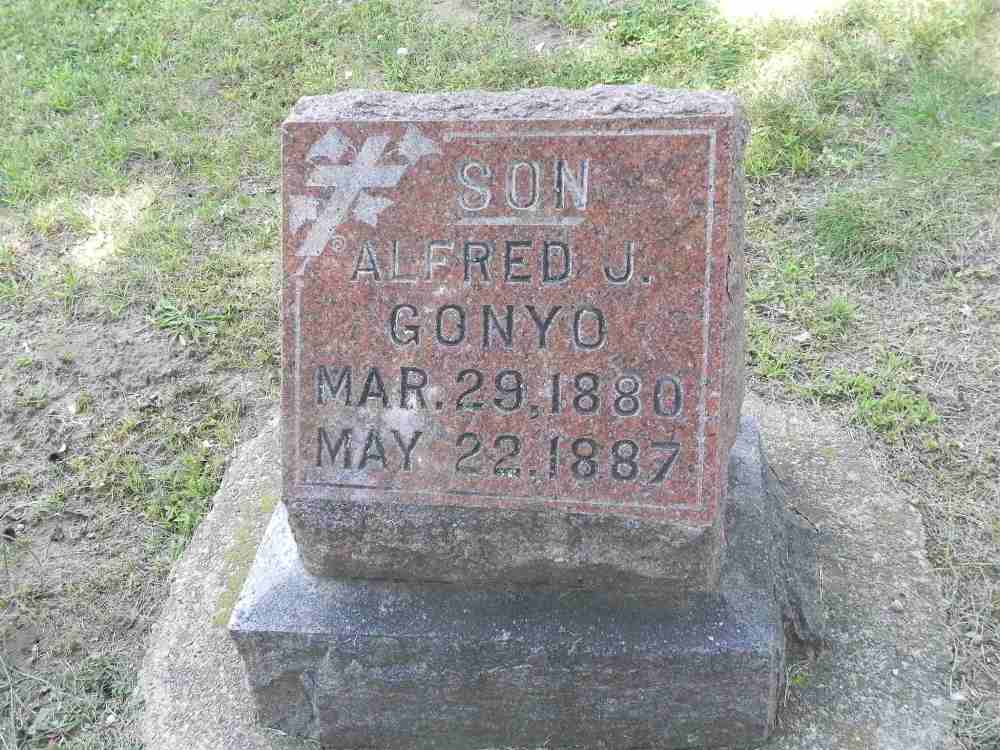 SON
ALFRED J.
GONYO
MAR. 29, 1880
MAY 22, 1887